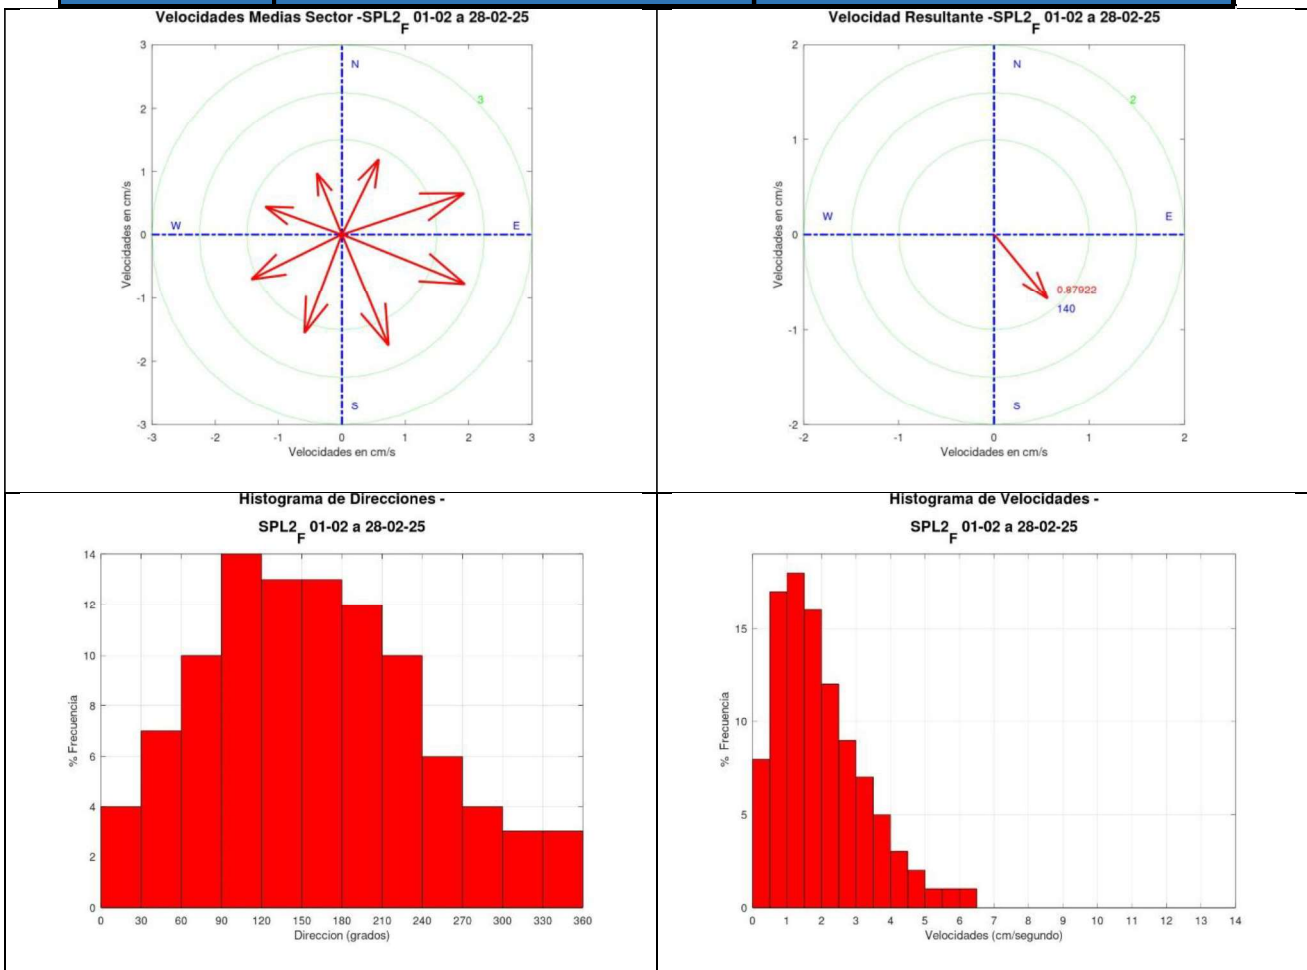 Velocidades Medias Sector -SPL2_F 01-02 a 28-02-25
3
2
1
0
-1
-2
-3
Velocidades en cm/s
N
3
W
E
S
-3 -2 -1 0 1 2 3
Velocidades en cm/s
Velocidad Resultante -SPL2_F 01-02 a 28-02-25
2
1
0
-1
-2
Velocidades en cm/s
N
2
W
E
0.87922
140
S
-2 -1 0 1 2
Velocidades en cm/s
Histograma de Direcciones -
SPL2_F 01-02 a 28-02-25
14
12
10
8
6
4
2
0
% Frecuencia
0 30 60 90 120 150 180 210 240 270 300 330 360
Direccion (grados)
Histograma de Velocidades -
SPL2_F 01-02 a 28-02-25
15
10
5
0
% Frecuencia
0 1 2 3 4 5 6 7 8 9 10 11 12 13 14
Velocidades (cm/segundo)